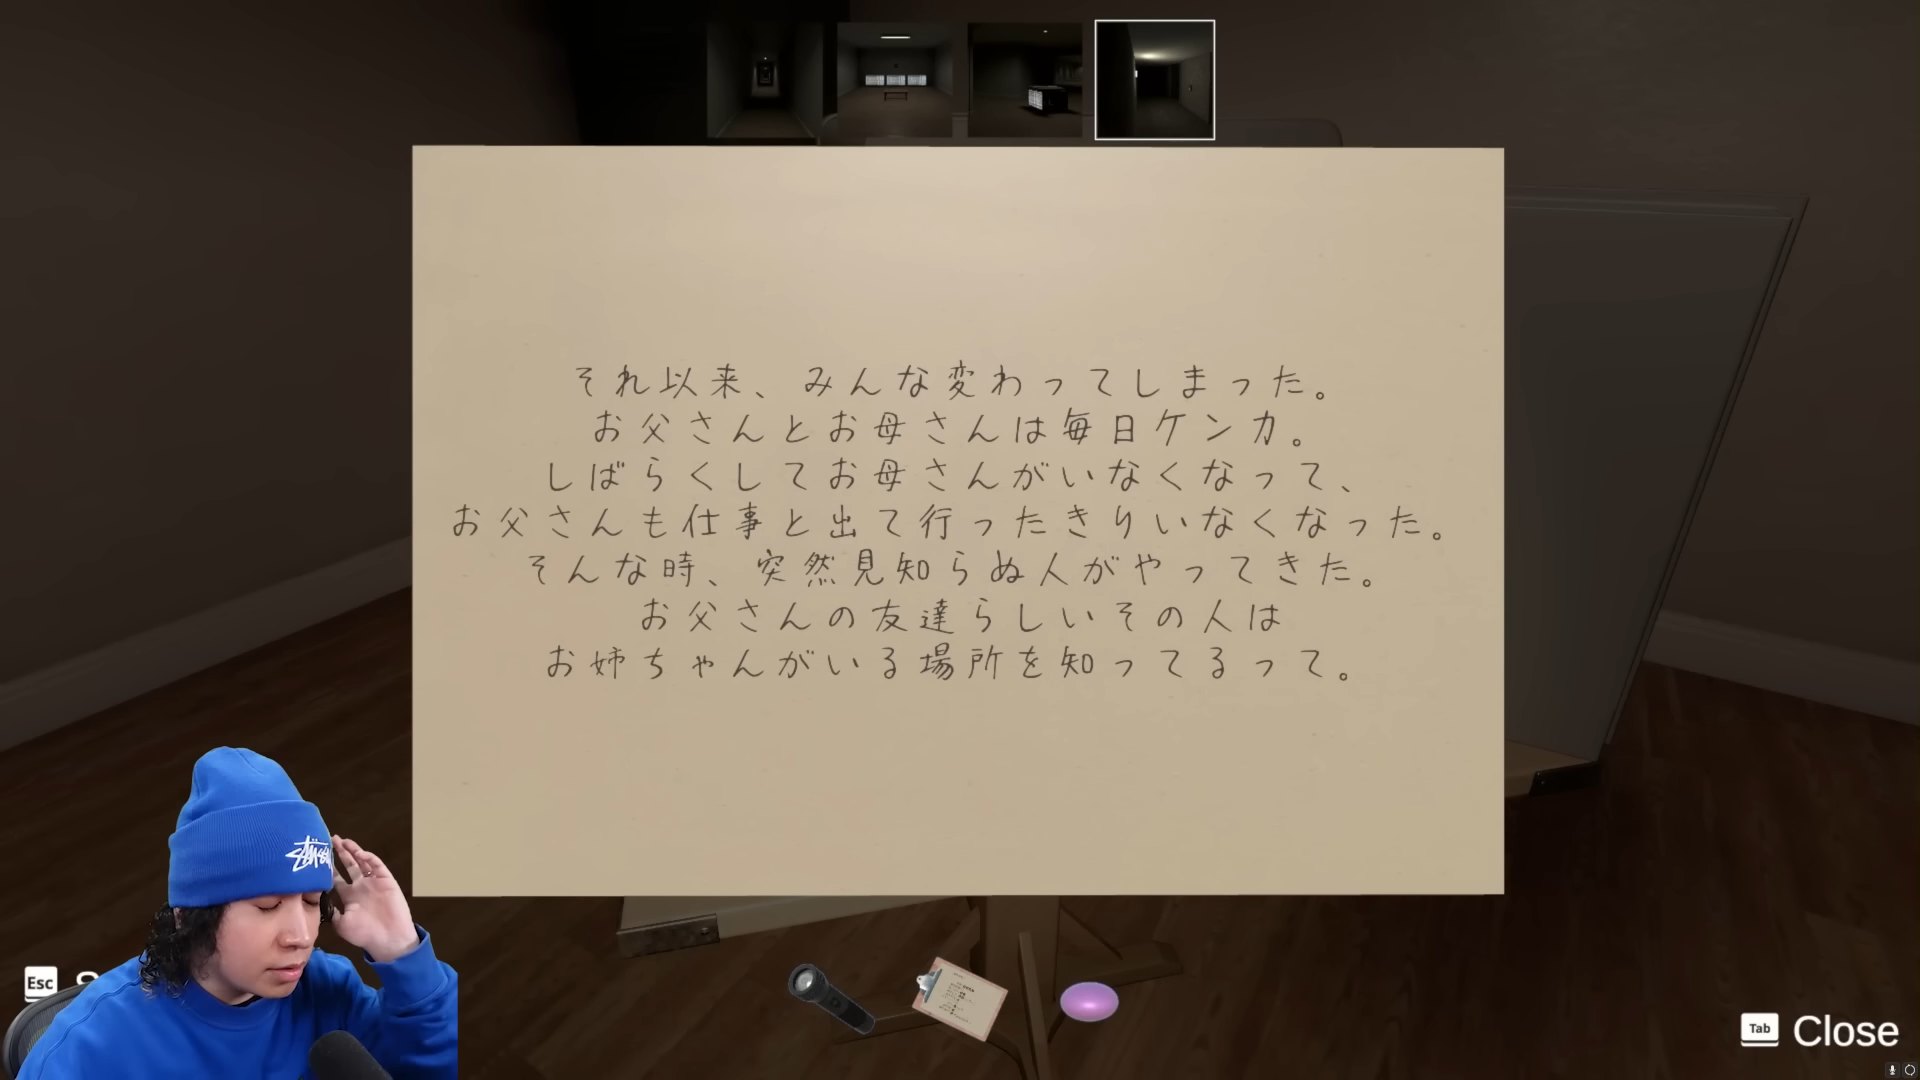 それ以来、みんな変わってしまった。
お父さんとお母さんは毎日ケンカ。
しばらくしてお母さんがいなくなって、
お父さんも仕事と出て行ったきりいなくなった。
そんな時、突然見知らぬ人がやってきた。
お父さんの友達らしいその人は
お姉ちゃんがいる場所を知ってるって。
Stüssy
Esc
Tab Close